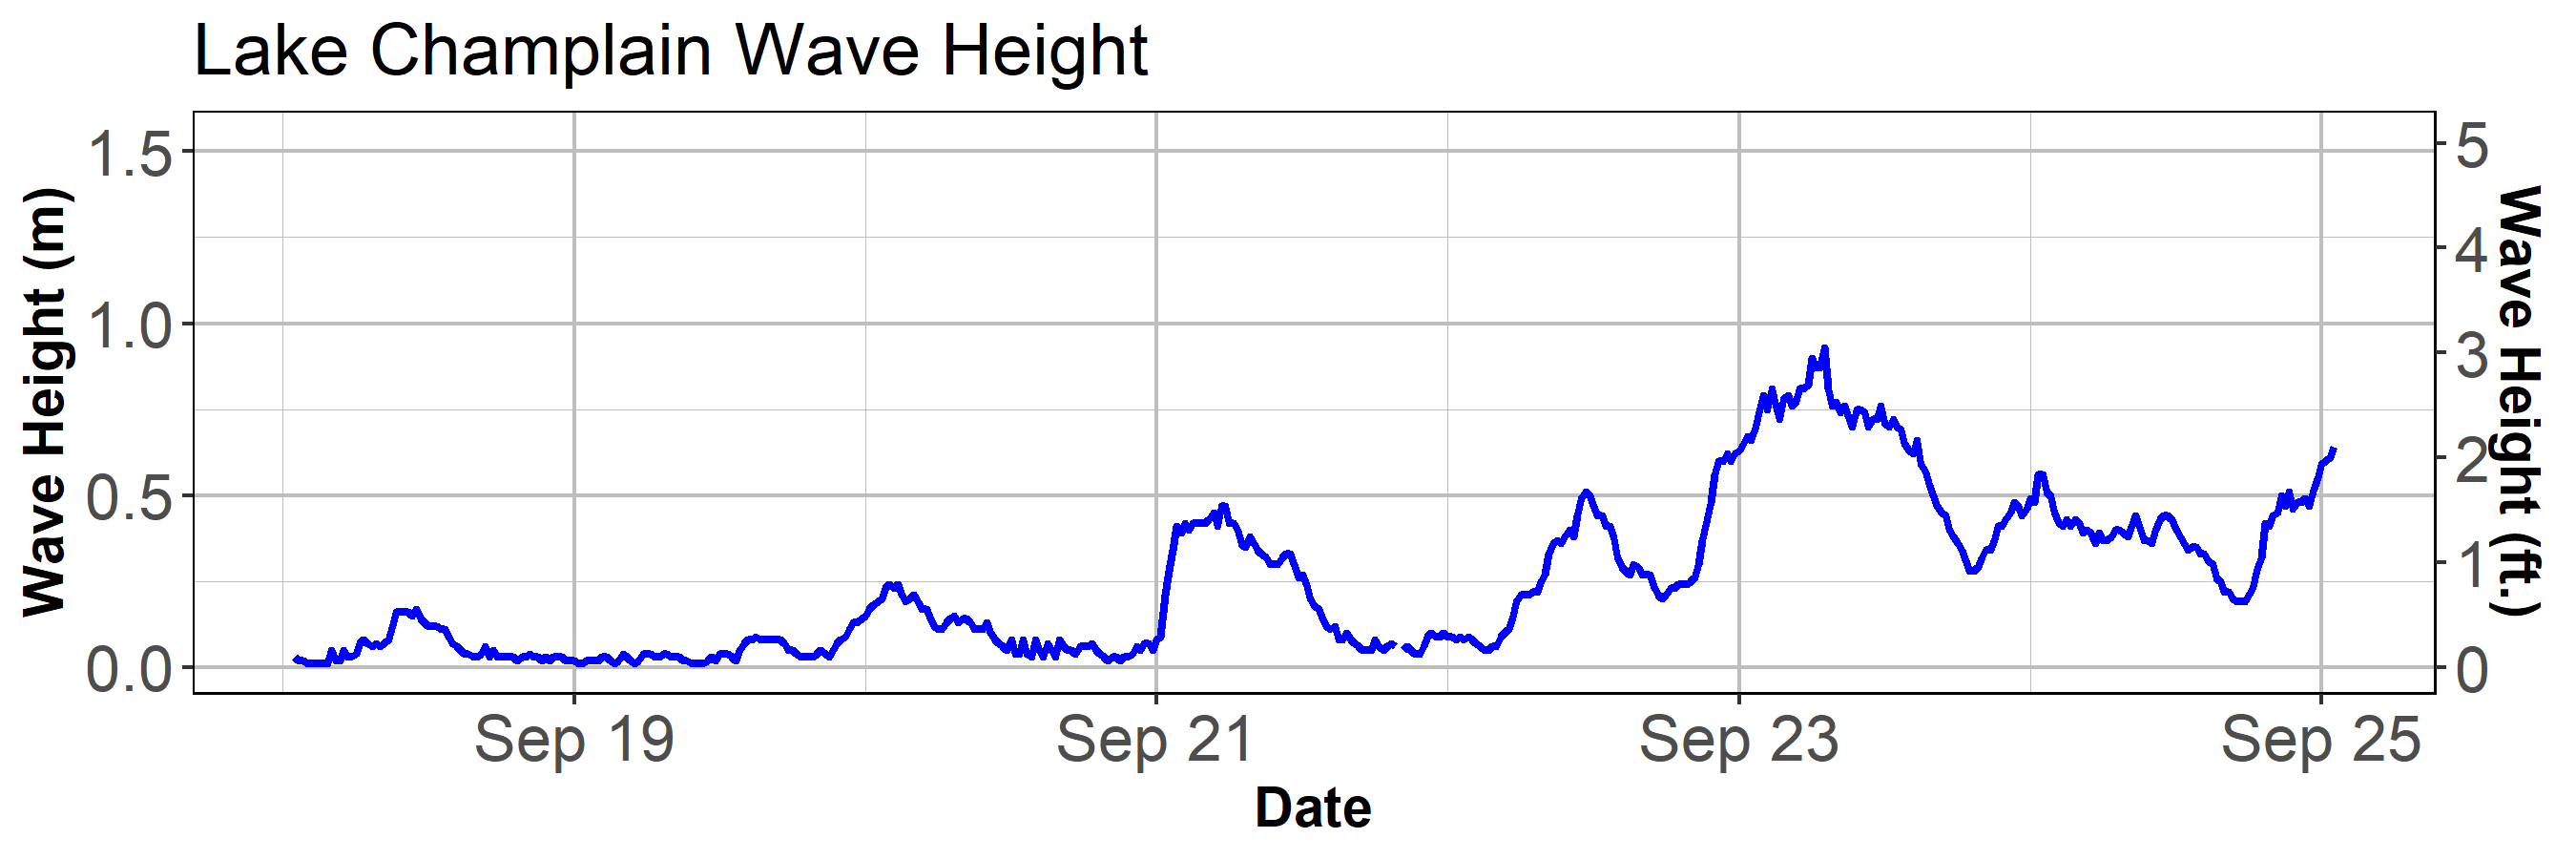 Lake Champlain Wave Height
Wave Height (m)
1.5
1.0
0.5
0.0
5
4
3
2
1
0
Wave Height (ft.)
Sep 19
Sep 21
Sep 23
Sep 25
Date